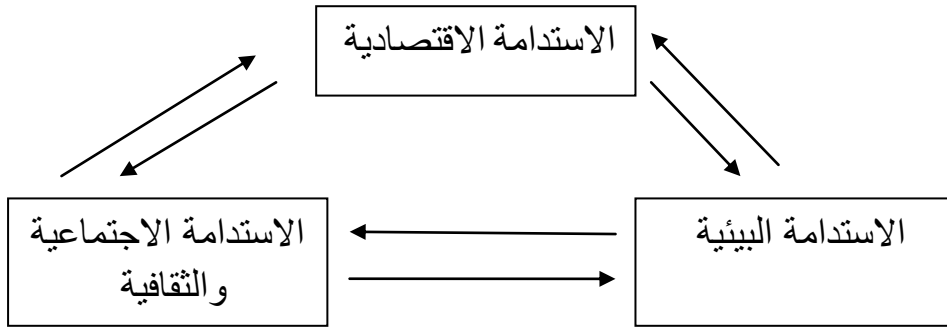 الاستدامة الاقتصادية
الاستدامة البيئية
الاستدامة الاجتماعية
والثقافية